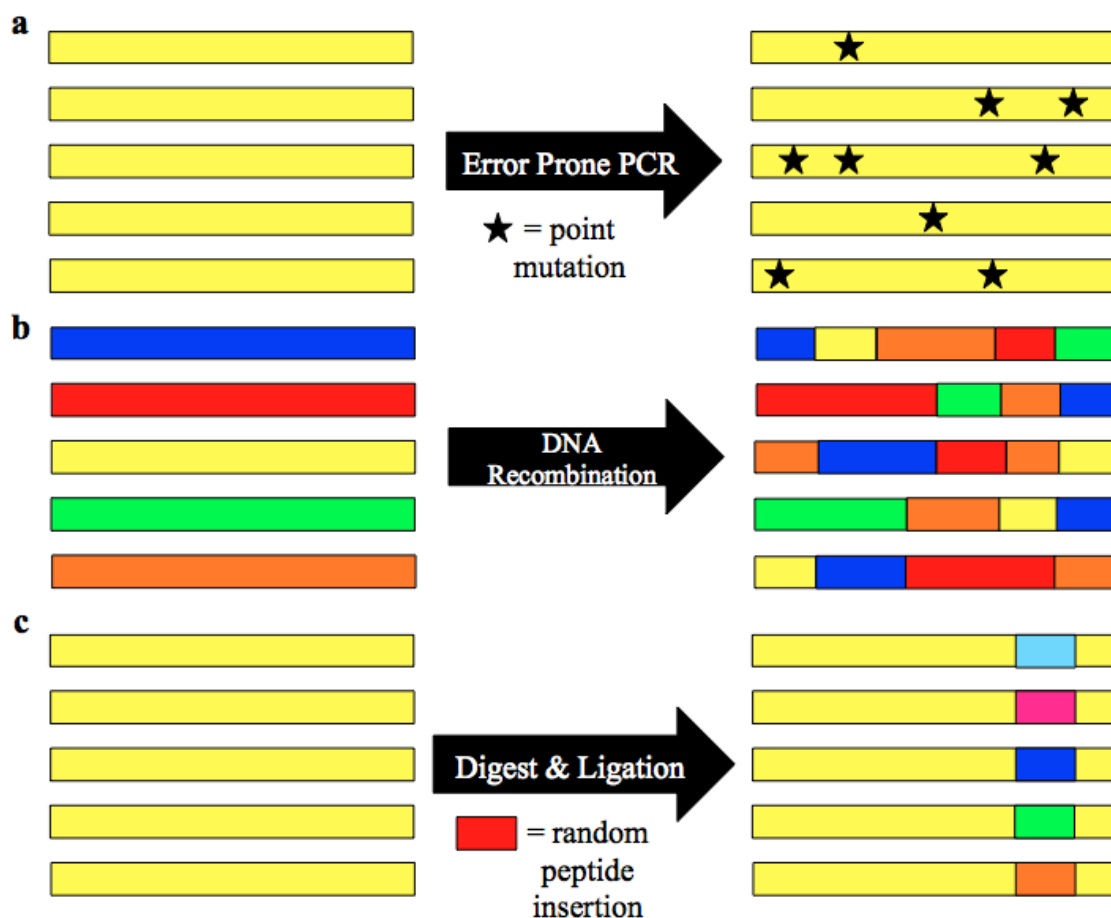 a
Error Prone PCR
= point
mutation
b
DNA
Recombination
c
Digest & Ligation
= random
peptide
insertion